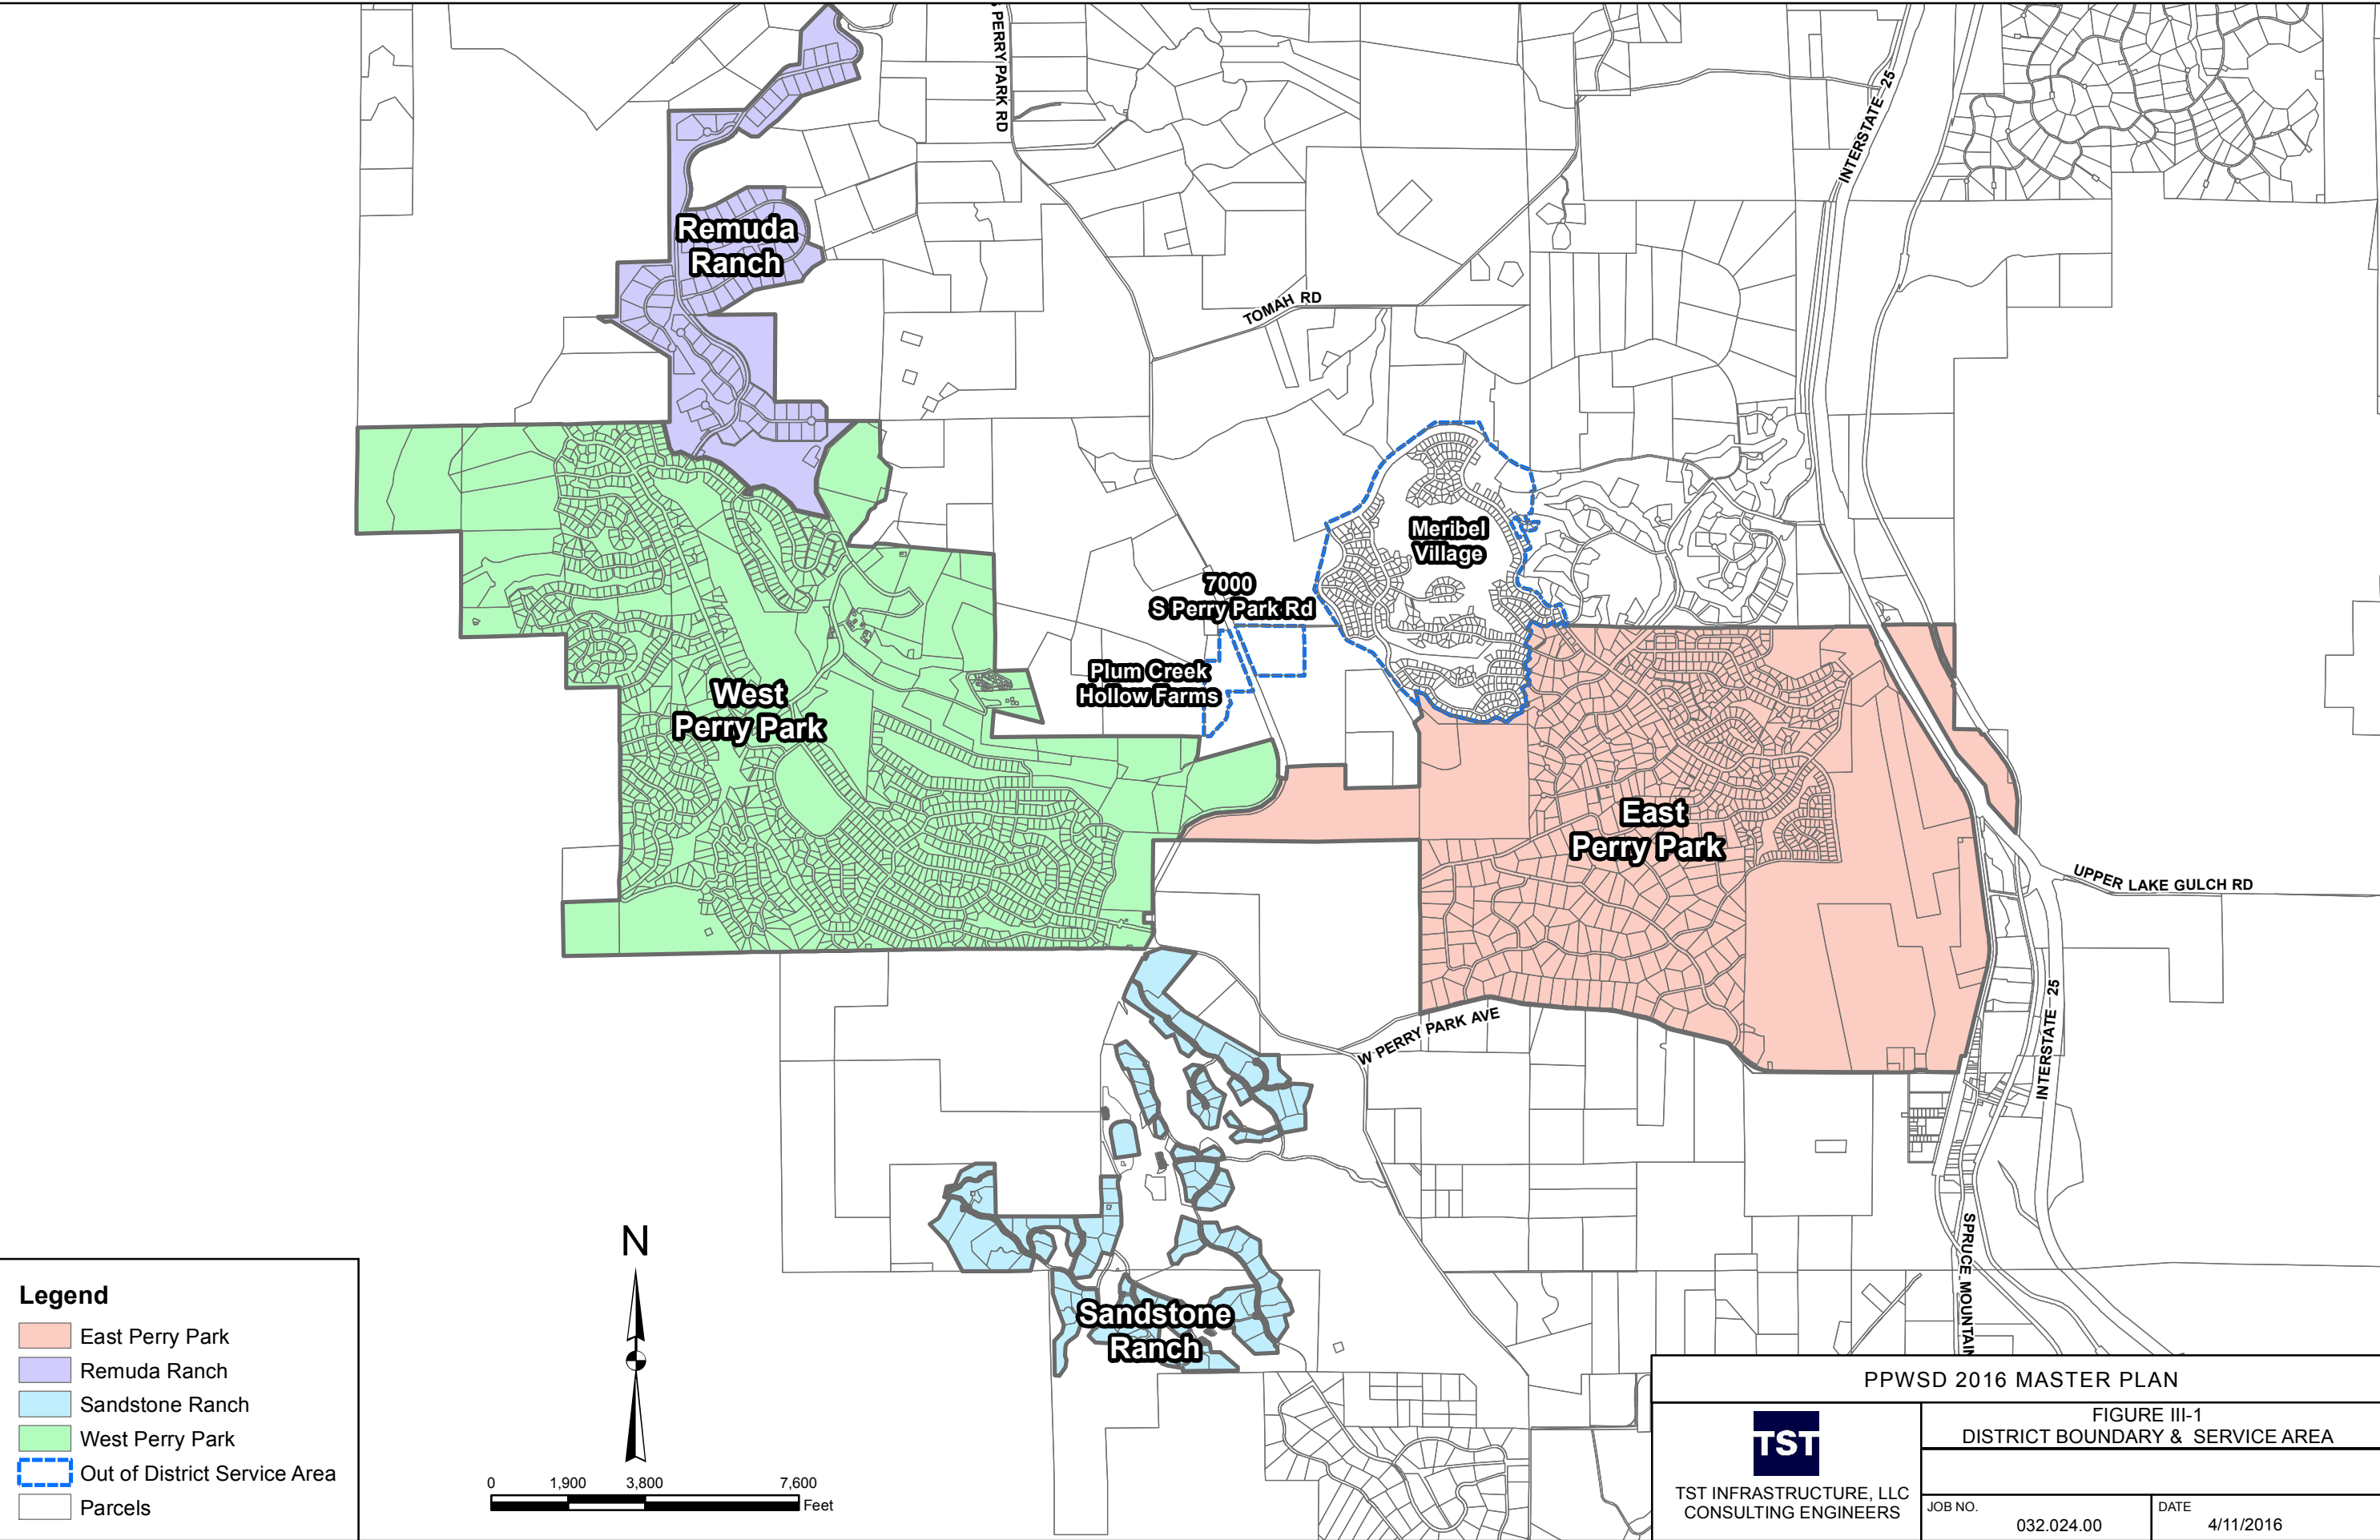 S PERRY PARK RD
INTERSTATE 25
Remuda
Ranch
TOMAH RD
Meribel
Village
7000
S Perry Park Rd
Plum Creek
Hollow Farms
West
Perry Park
East
Perry Park
UPPER LAKE GULCH RD
W PERRY PARK AVE
INTERSTATE 25
SPRUCE MOUNTAIN
Sandstone
Ranch
N
0 1,900 3,800 7,600
Feet
Legend
East Perry Park
Remuda Ranch
Sandstone Ranch
West Perry Park
Out of District Service Area
Parcels
PPWSD 2016 MASTER PLAN
TST
TST INFRASTRUCTURE, LLC
CONSULTING ENGINEERS
FIGURE III-1
DISTRICT BOUNDARY & SERVICE AREA
JOB NO.
032.024.00
DATE
4/11/2016